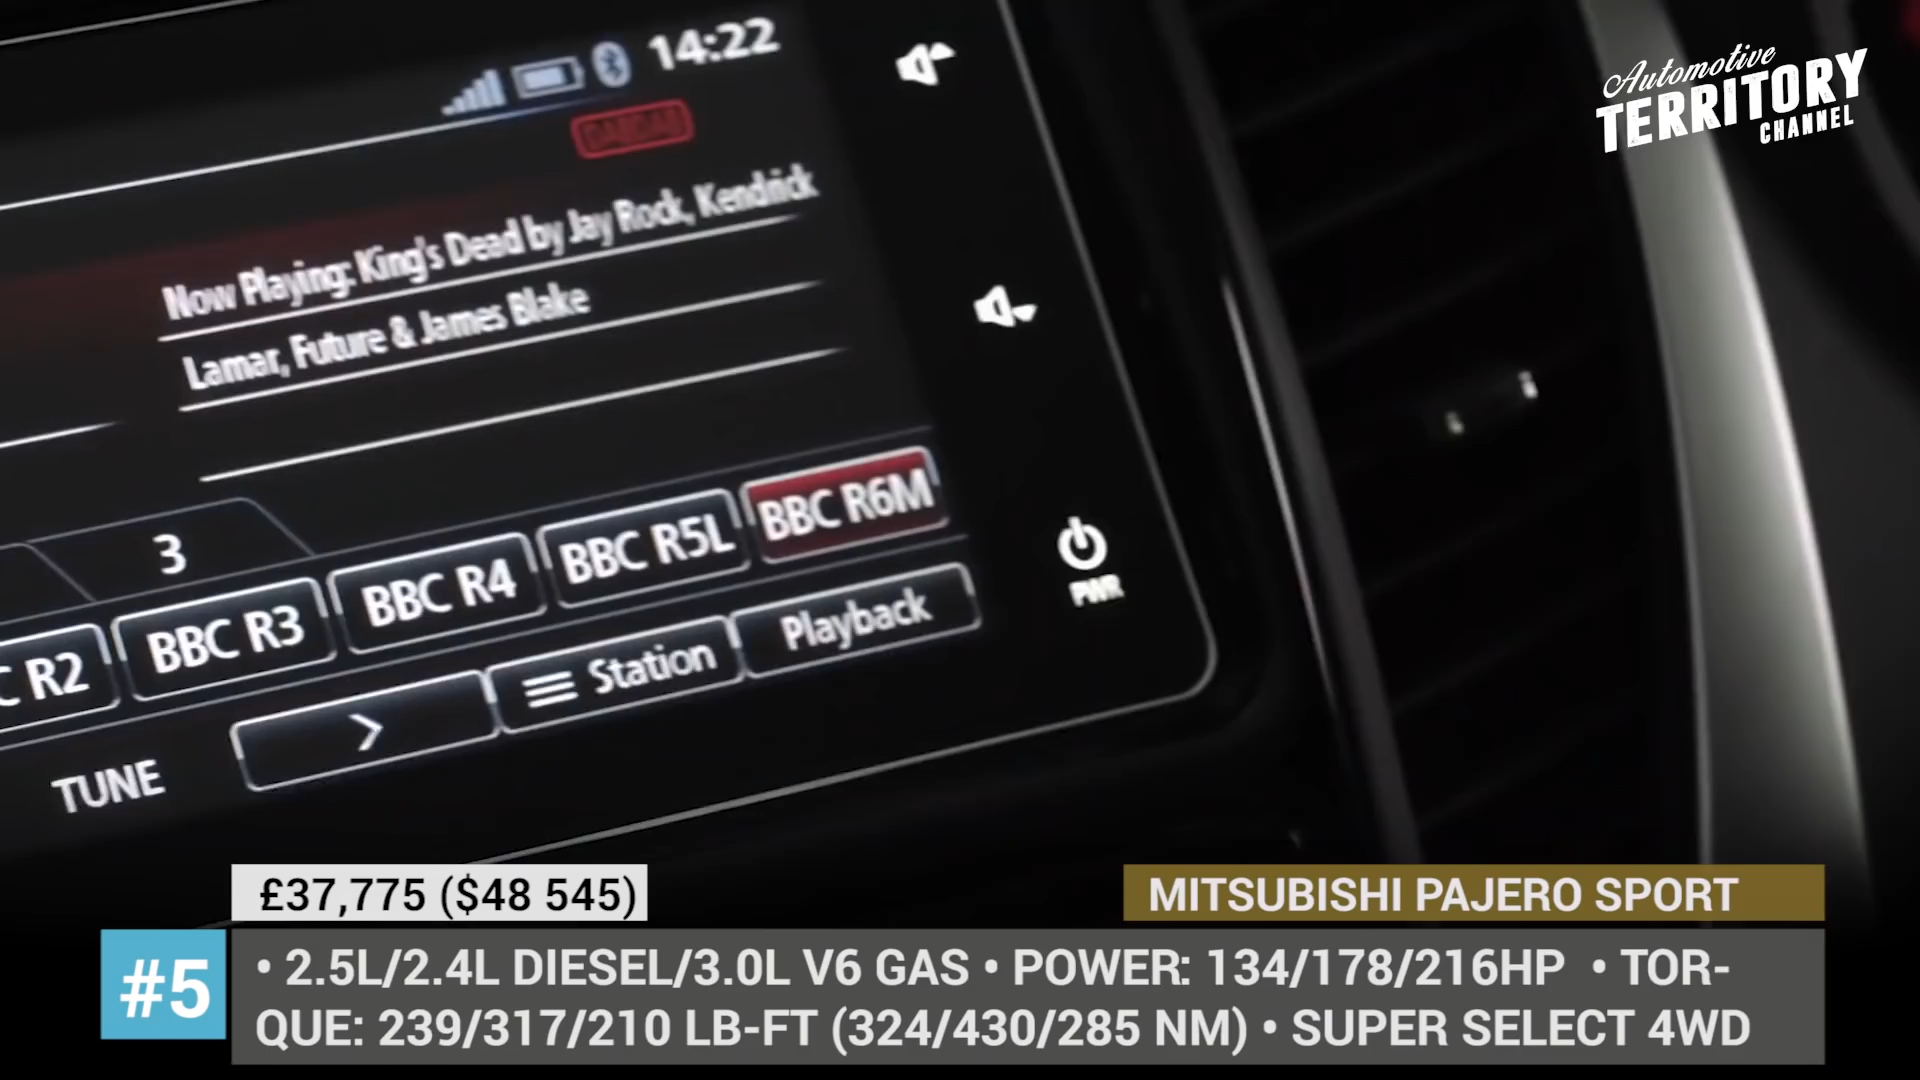 14:22
Automotive
TERRITORY
CHANNEL
Now Playing: King's Dead by Jay Rock, Kendrick
Lamar, Future & James Blake
3
R2
BBC R3
BBC R4
BBC R5L
BBC R6M
TUNE
>
Station
Playback
PWR
£37,775 ($48 545)
MITSUBISHI PAJERO SPORT
#5
• 2.5L/2.4L DIESEL/3.0L V6 GAS • POWER: 134/178/216HP • TOR-
QUE: 239/317/210 LB-FT (324/430/285 NM) • SUPER SELECT 4WD